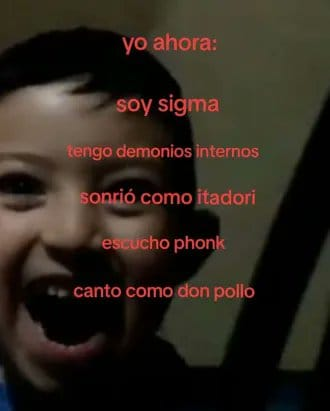 yo ahora:
soy sigma
tengo demonios internos
sonrió como itadori
escucho phonk
canto como don pollo